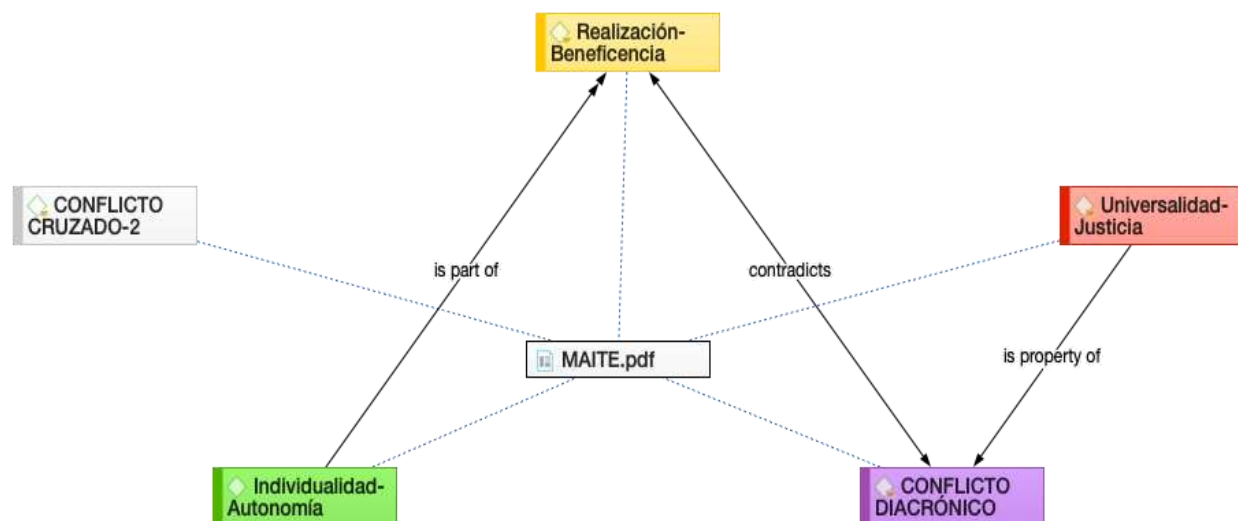 Realización-
Beneficencia
CONFLICTO
CRUZADO-2
Universalidad-
Justicia
is part of
contradicts
MAITE.pdf
is property of
Individualidad-
Autonomía
CONFLICTO
DIACRÓNICO